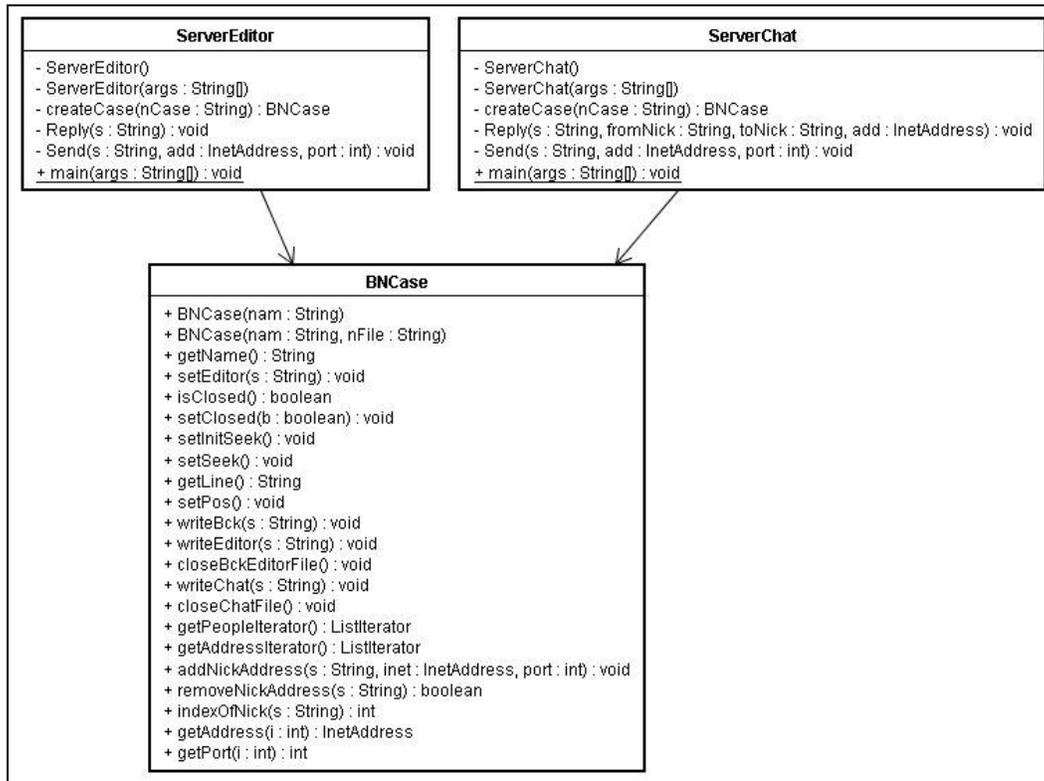 ServerEditor
- ServerEditor()
- ServerEditor(args : String[])
- createCase(nCase : String) : BNCase
- Reply(s : String) : void
- Send(s : String, add : InetAddress, port : int) : void
+ main(args : String[]) : void
ServerChat
- ServerChat()
- ServerChat(args : String[])
- createCase(nCase : String) : BNCase
- Reply(s : String, fromNick : String, toNick : String, add : InetAddress) : void
- Send(s : String, add : InetAddress, port : int) : void
+ main(args : String[]) : void
BNCase
+ BNCase(nam : String)
+ BNCase(nam : String, nFile : String)
+ getName() : String
+ setEditor(s : String) : void
+ isClosed() : boolean
+ setClosed(b : boolean) : void
+ setInitSeek() : void
+ setSeek() : void
+ getLine() : String
+ setPos() : void
+ writeBck(s : String) : void
+ writeEditor(s : String) : void
+ closeBckEditorFile() : void
+ writeChat(s : String) : void
+ closeChatFile() : void
+ getPeopleIterator() : ListIterator
+ getAddressIterator() : ListIterator
+ addNickAddress(s : String, inet : InetAddress, port : int) : void
+ removeNickAddress(s : String) : boolean
+ indexOfNick(s : String) : int
+ getAddress(i : int) : InetAddress
+ getPort(i : int) : int